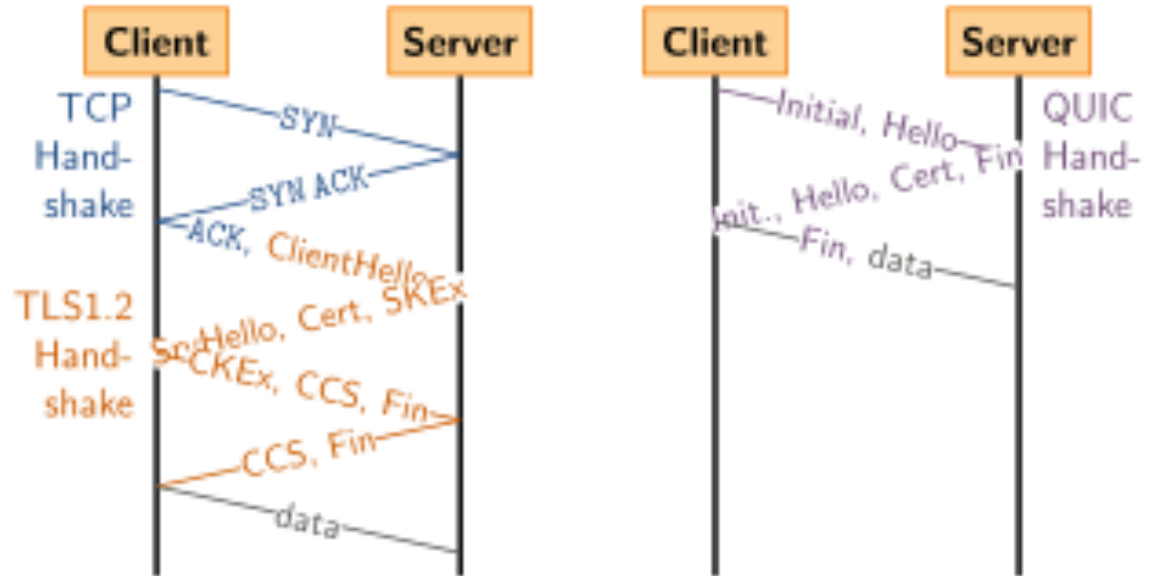 Client
Server
TCP
Hand-
shake
SYN
SYN ACK
ACK, ClientHello
TLS1.2
Hand-
shake
Hello, Cert, SKEx
CKEx, CCS, Fin
CCS, Fin
data
Client
Server
QUIC
Hand-
shake
Initial, Hello
Init., Hello, Cert, Fin
Fin, data